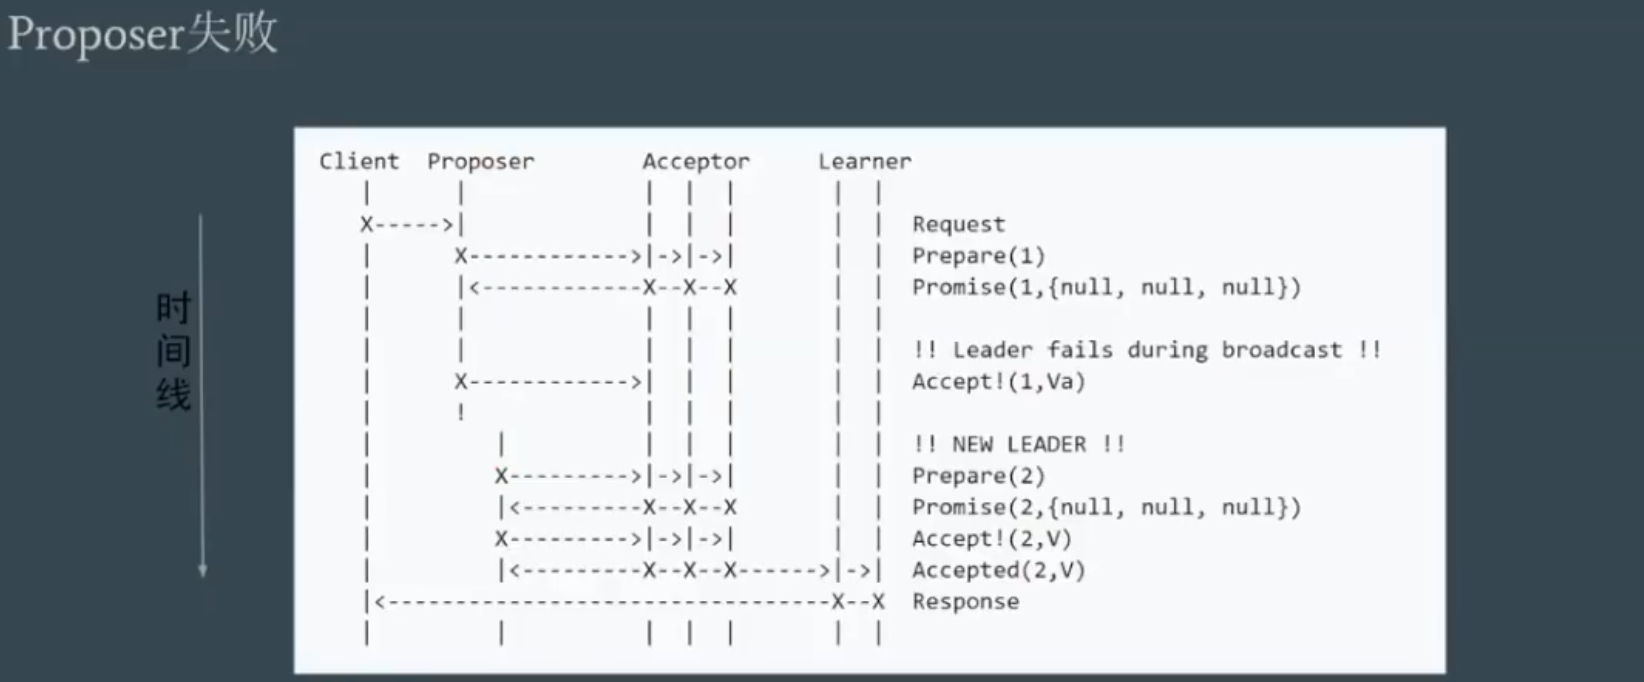 Proposer失败
Client Proposer Acceptor Learner
| | | | | | |
X----->| | | | | | Request
| X------------>|->|->| | | Prepare(1)
| |<------------X--X--X | | Promise(1,{null, null, null})
| | | | | | |
| | | | | | | !! Leader fails during broadcast !!
| X------------>| | | | | Accept!(1,Va)
| ! | | | | |
| | | | | | | !! NEW LEADER !!
| X--------->|->|->| | | Prepare(2)
| |<---------X--X--X | | Promise(2,{null, null, null})
| X--------->|->|->| | | Accept!(2,V)
| |<---------X--X--X------>|->| Accepted(2,V)
|<---------------------------------X--X Response
| | | | | | |
时间线